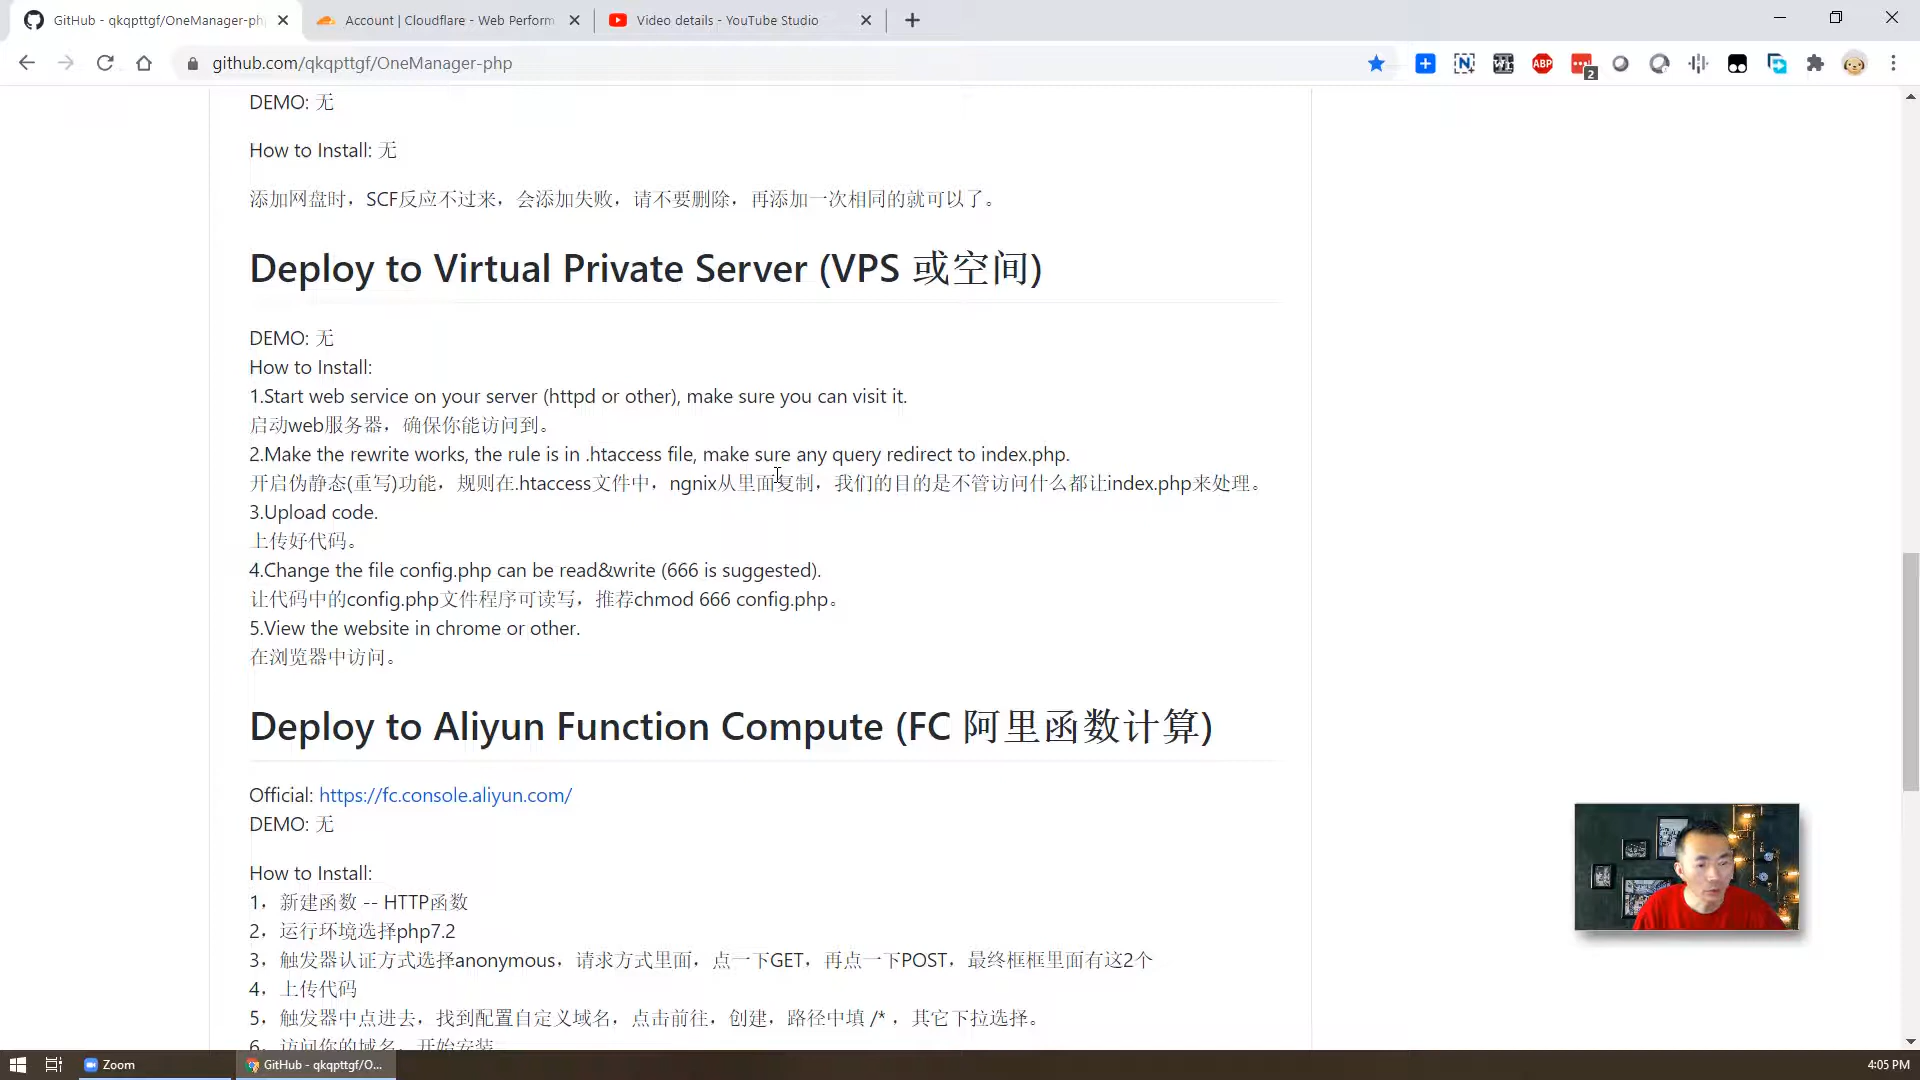 GitHub - qkqpttgf/OneManager-ph
Account | Cloudflare - Web Perform
Video details - YouTube Studio
github.com/qkqpttgf/OneManager-php
ABP
2
DEMO: 无
How to Install: 无
添加网盘时，SCF反应不过来，会添加失败，请不要删除，再添加一次相同的就可以了。
Deploy to Virtual Private Server (VPS 或空间)
DEMO: 无
How to Install:
1.Start web service on your server (httpd or other), make sure you can visit it.
启动web服务器，确保你能访问到。
2.Make the rewrite works, the rule is in .htaccess file, make sure any query redirect to index.php.
开启伪静态(重写)功能，规则在.htaccess文件中，ngnix从里面复制，我们的目的是不管访问什么都让index.php来处理。
3.Upload code.
上传好代码。
4.Change the file config.php can be read&write (666 is suggested).
让代码中的config.php文件程序可读写，推荐chmod 666 config.php。
5.View the website in chrome or other.
在浏览器中访问。
Deploy to Aliyun Function Compute (FC 阿里函数计算)
Official: https://fc.console.aliyun.com/
DEMO: 无
How to Install:
1，新建函数 -- HTTP函数
2，运行环境选择php7.2
3，触发器认证方式选择anonymous，请求方式里面，点一下GET，再点一下POST，最终框框里面有这2个
4，上传代码
5，触发器中点进去，找到配置自定义域名，点击前往，创建，路径中填 /* ，其它下拉选择。
6，访问你的域名，开始安装
Zoom
GitHub - qkqpttgf/O...
4:05 PM